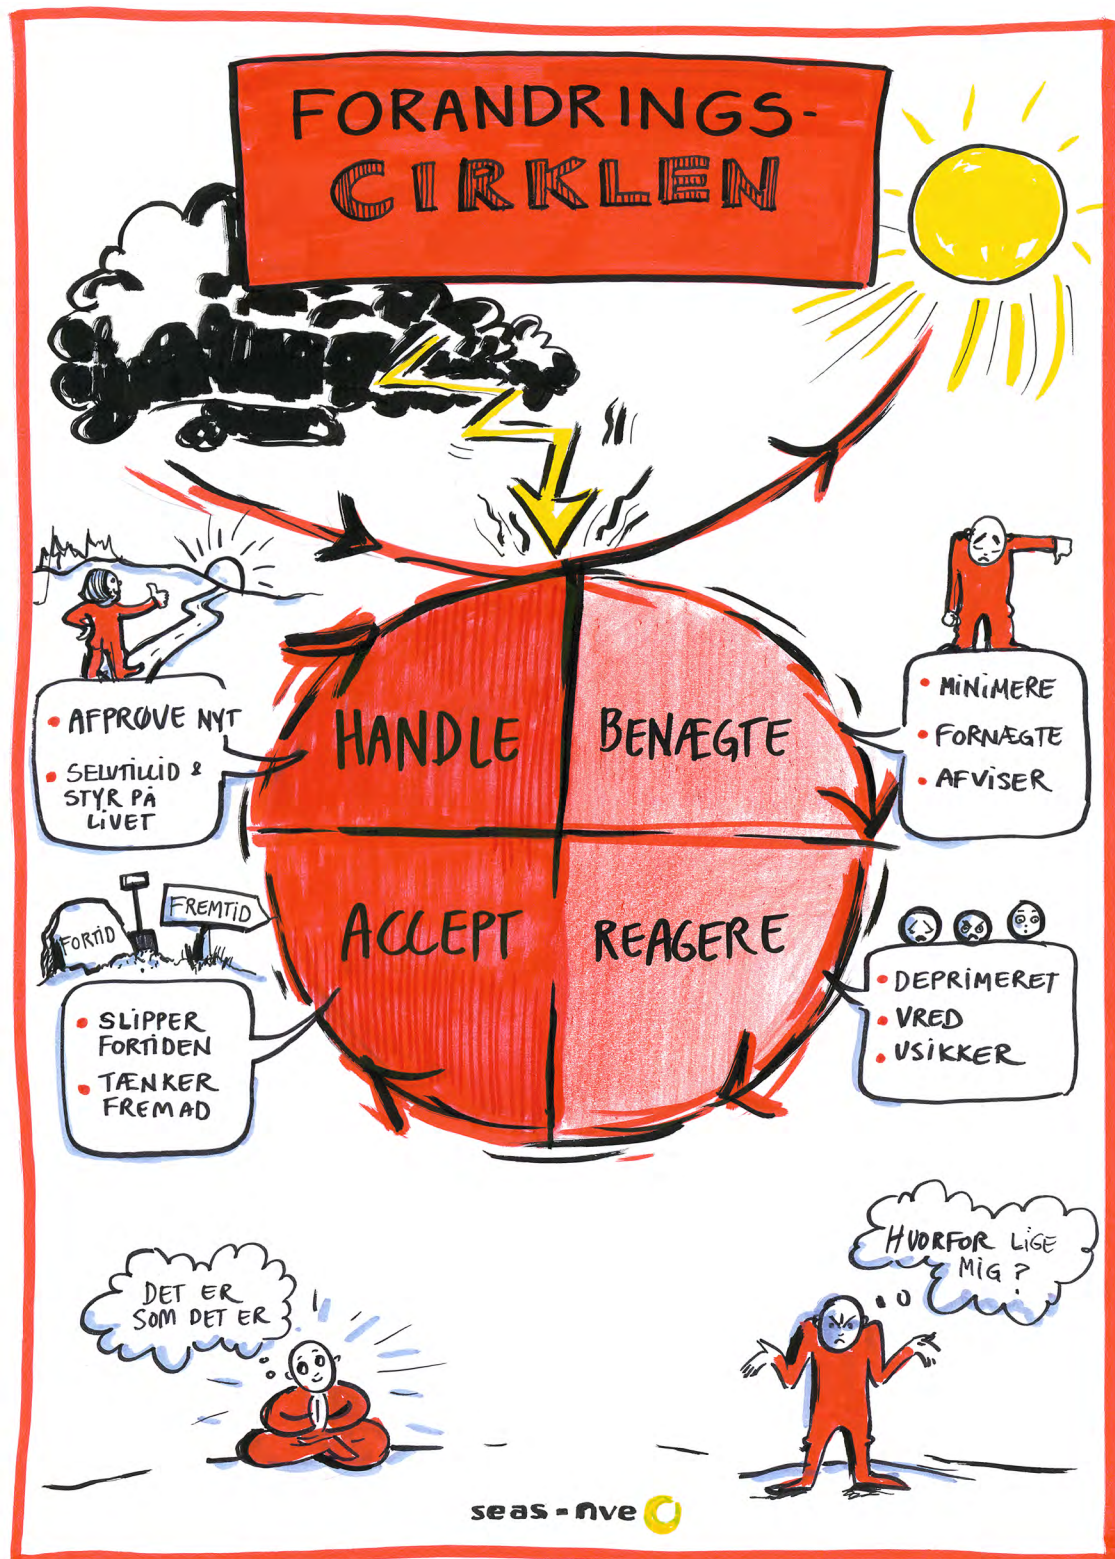 FORANDRINGS-
CIRKLEN
HANDLE
BENÆGTE
ACCEPT
REAGERE
• AFPRØVE NYT
• SELVTILLID &
STYR PÅ
LIVET
• MINIMERE
• FORNÆGTE
• AFVISER
FORTID
FREMTID
• SLIPPER
FORTIDEN
• TÆNKER
FREMAD
• DEPRIMERET
• VRED
• USIKKER
DET ER
SOM DET ER
HVORFOR LIGE
MIG?
seas-nve